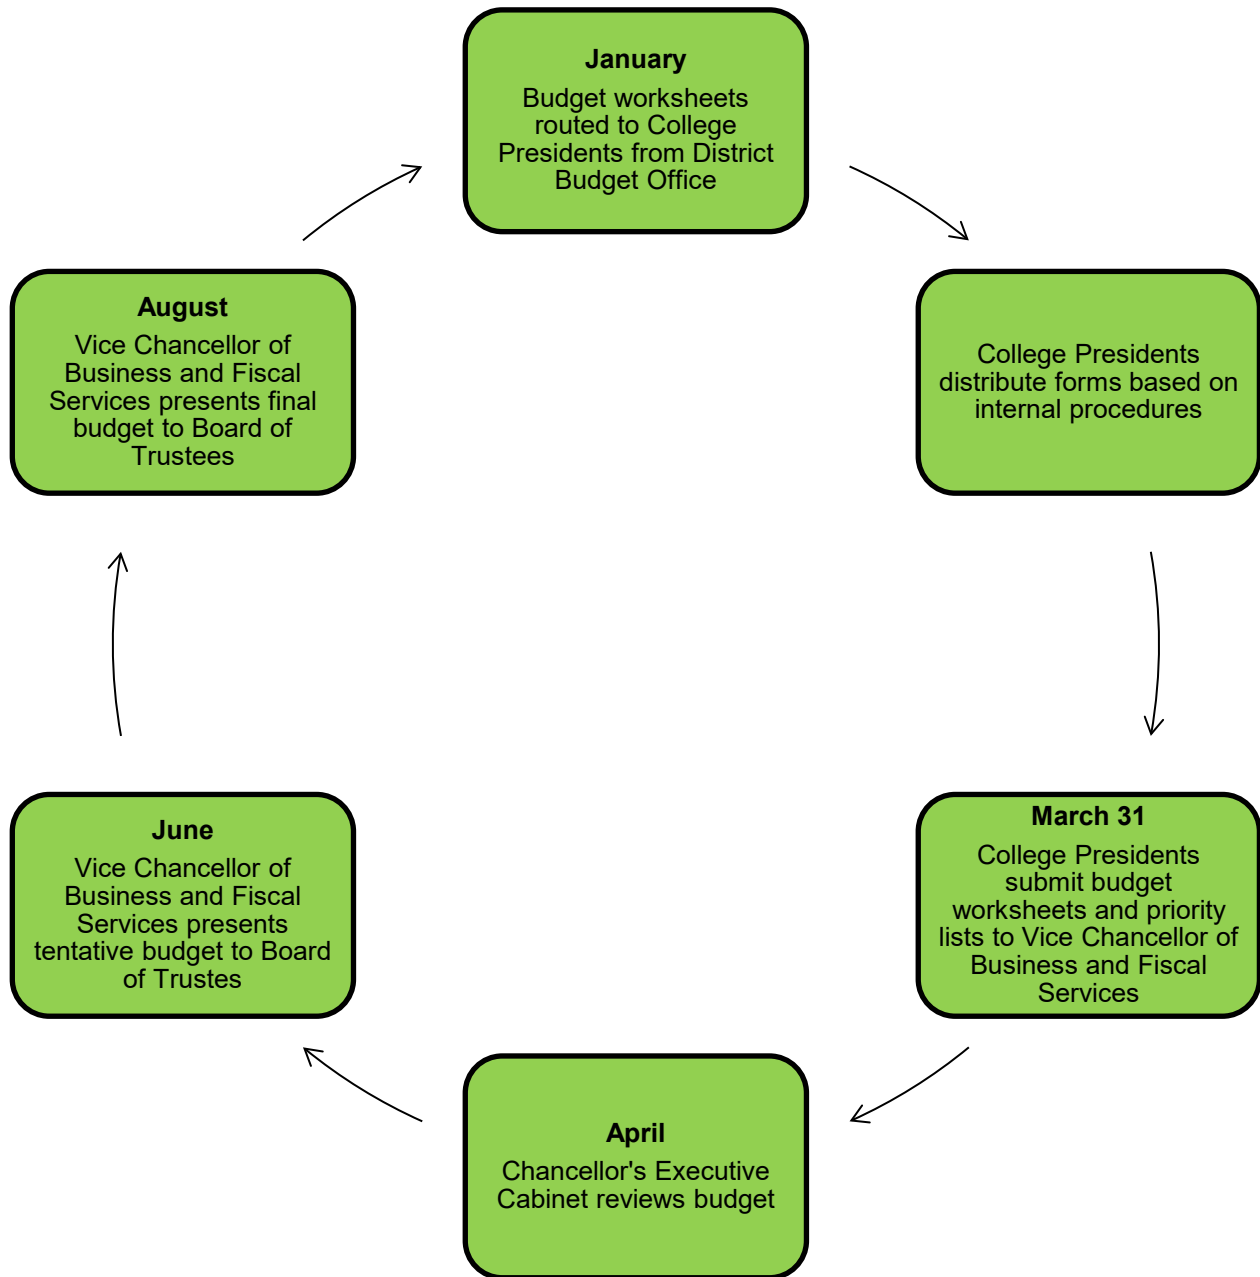 January
Budget worksheets
routed to College
Presidents from District
Budget Office
College Presidents
distribute forms based on
internal procedures
March 31
College Presidents
submit budget
worksheets and priority
lists to Vice Chancellor of
Business and Fiscal
Services
April
Chancellor's Executive
Cabinet reviews budget
June
Vice Chancellor of
Business and Fiscal
Services presents
tentative budget to Board
of Trustes
August
Vice Chancellor of
Business and Fiscal
Services presents final
budget to Board of
Trustees